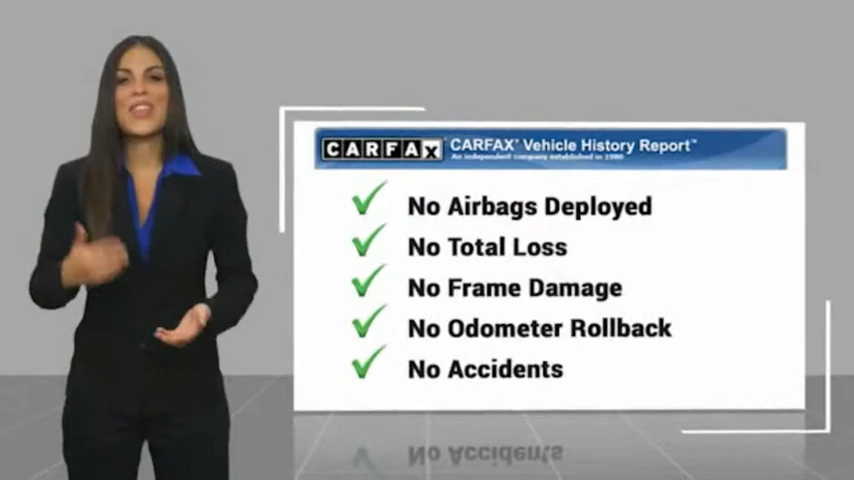 CARFAX CARFAX™ Vehicle History Report™
An independent company established in 1986
No Airbags Deployed
No Total Loss
No Frame Damage
No Odometer Rollback
No Accidents
No Accidents